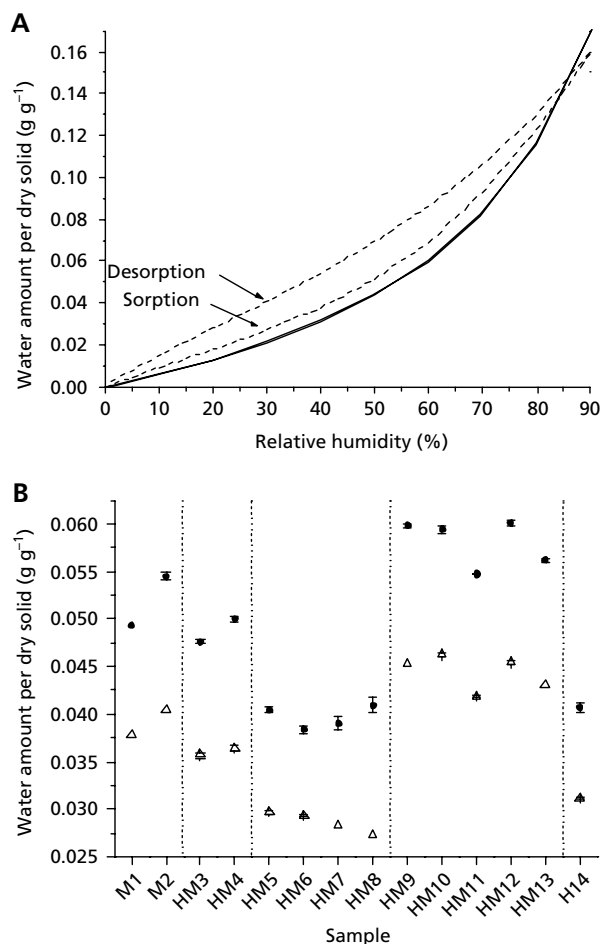 A
Water amount per dry solid (g g⁻¹)
0.16
0.14
0.12
0.10
0.08
0.06
0.04
0.02
0.00
Desorption
Sorption
0 10 20 30 40 50 60 70 80 90
Relative humidity (%)
B
Water amount per dry solid (g g⁻¹)
0.060
0.055
0.050
0.045
0.040
0.035
0.030
0.025
M1 M2 HM3 HM4 HM5 HM6 HM7 HM8 HM9 HM10 HM11 HM12 HM13 H14
Sample